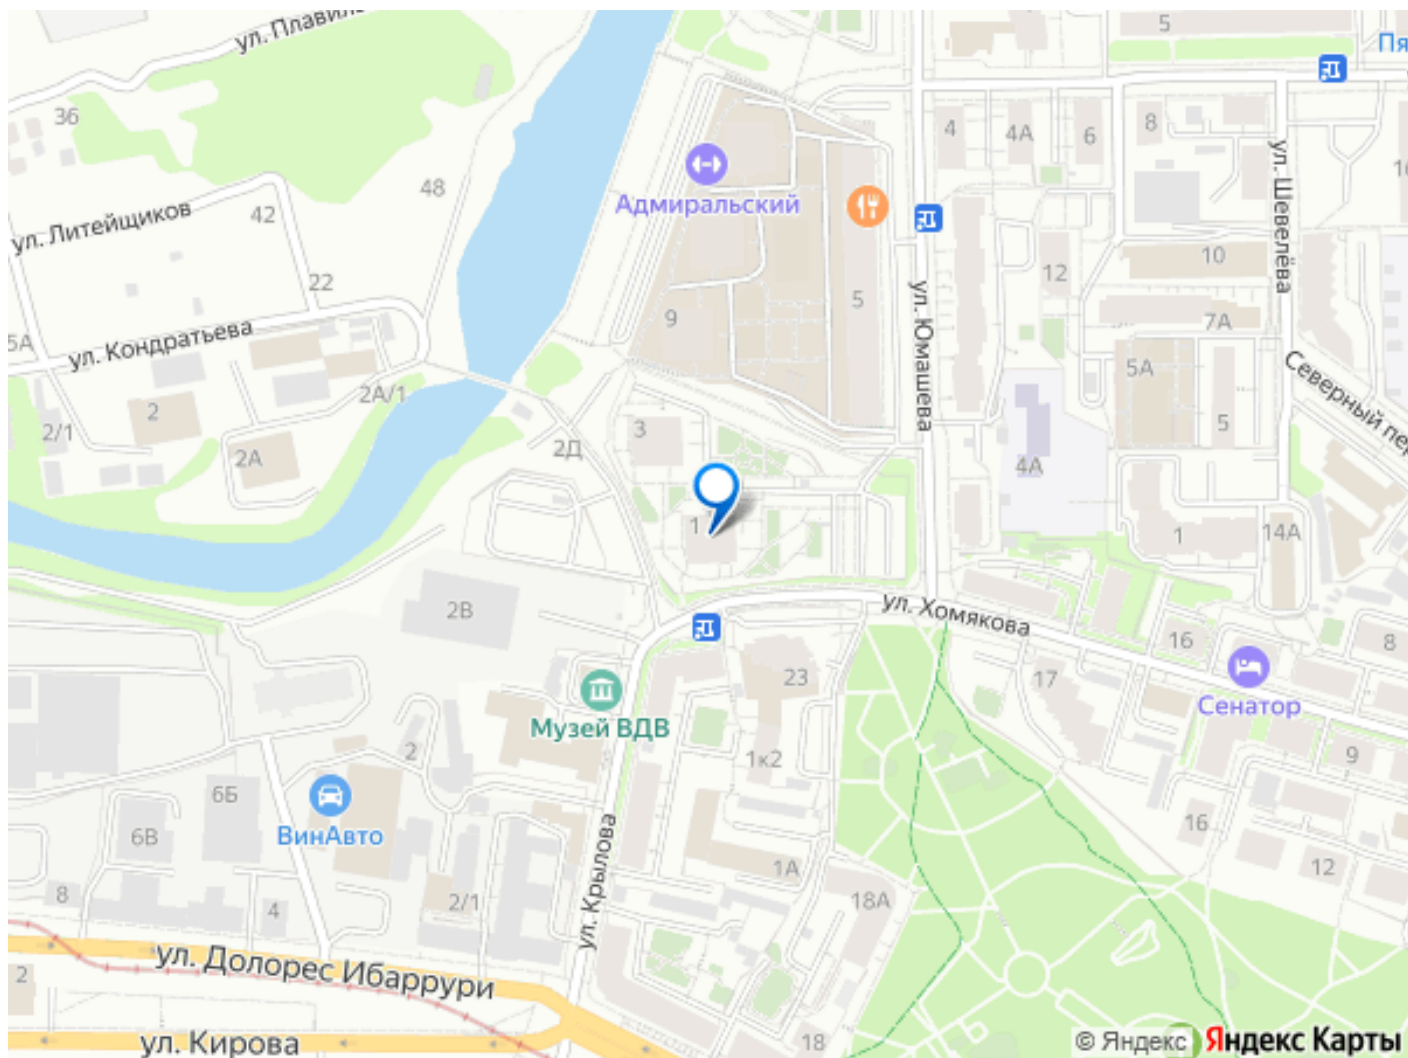 ул. Плавиль
5
Пя
36
4
4А
6
8
48
Адмиральский
ул. Шевелёва
16
ул. Литейщиков
42
10
12
22
5
ул. Юмашева
9
7А
5А
ул. Кондратьева
5А
Северный пер
2А/1
2
2/1
3
5
2Д
2А
4А
1
1
14А
2В
ул. Хомякова
16
8
23
17
Сенатор
Музей ВДВ
2
1к2
9
6Б
6В
ВинАвто
16
ул. Крылова
1А
12
8
4
2/1
18А
ул. Долорес Ибаррури
2
18
ул. Кирова
© Яндекс Яндекс Карты